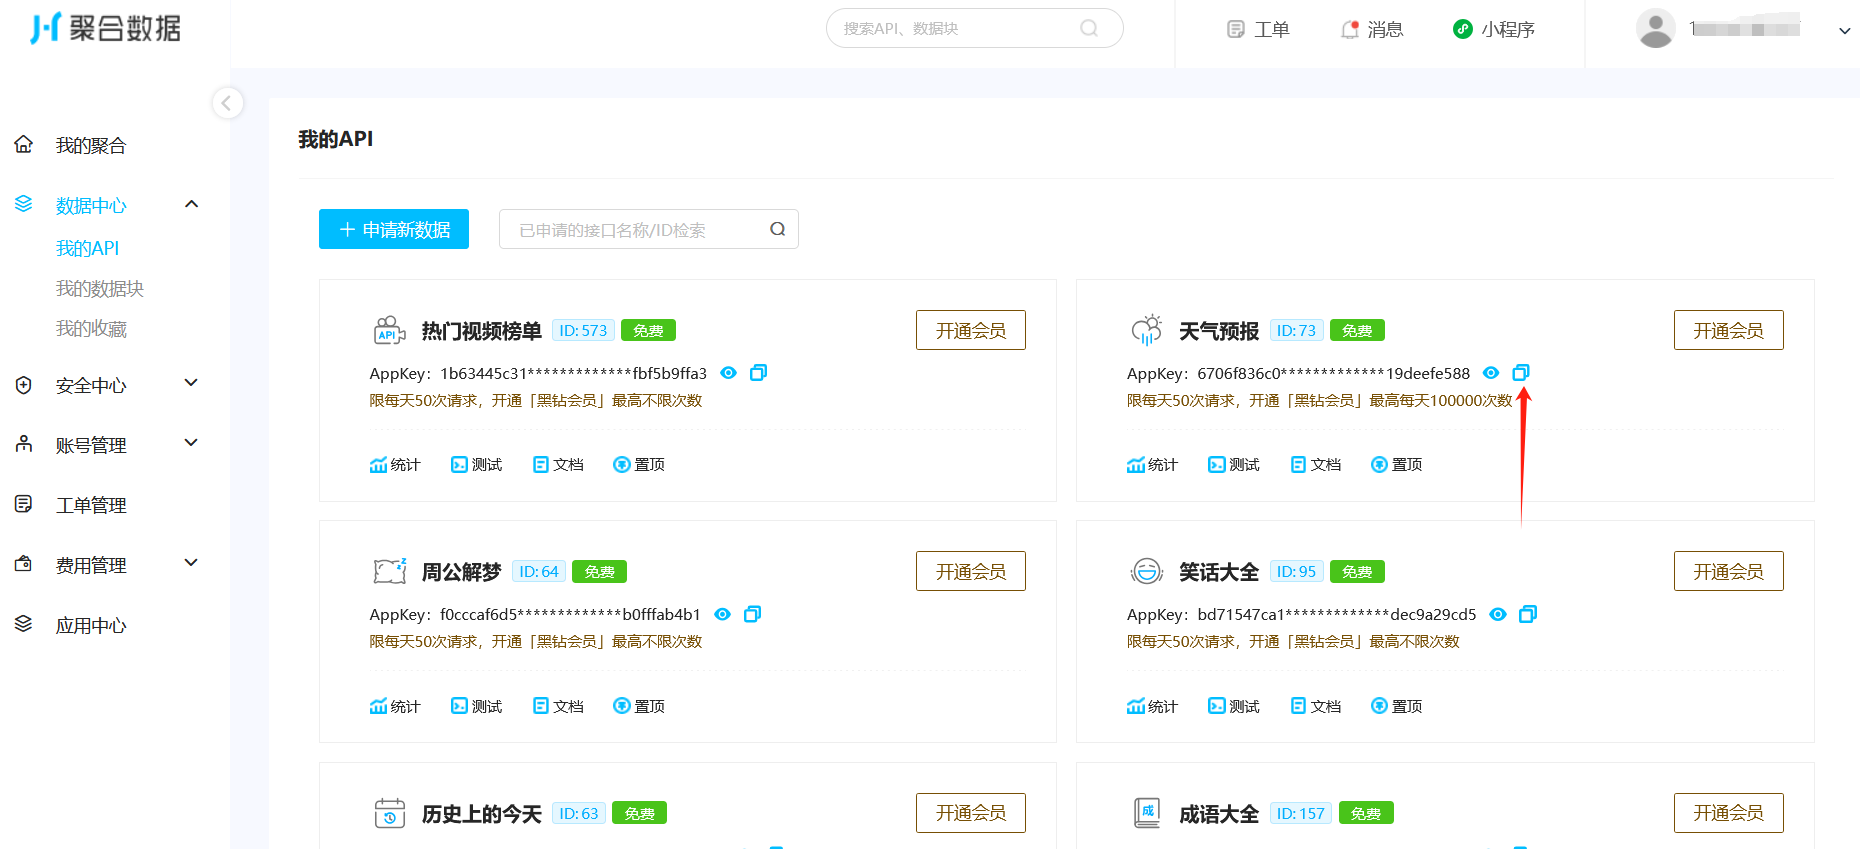 聚合数据
搜索API、数据块
工单
消息
小程序
我的聚合
数据中心
我的API
我的数据块
我的收藏
安全中心
账号管理
工单管理
费用管理
应用中心
我的API
申请新数据
已申请的接口名称/ID检索
API
热门视频榜单 ID: 573 免费 开通会员
AppKey：1b63445c31*************fbf5b9ffa3
限每天50次请求，开通「黑钻会员」最高不限次数
统计 测试 文档 置顶
天气预报 ID: 73 免费 开通会员
AppKey：6706f836c0*************19deefe588
限每天50次请求，开通「黑钻会员」最高每天100000次数
统计 测试 文档 置顶
周公解梦 ID: 64 免费 开通会员
AppKey：f0cccaf6d5*************b0fffab4b1
限每天50次请求，开通「黑钻会员」最高不限次数
统计 测试 文档 置顶
笑话大全 ID: 95 免费 开通会员
AppKey：bd71547ca1*************dec9a29cd5
限每天50次请求，开通「黑钻会员」最高不限次数
统计 测试 文档 置顶
历史上的今天 ID: 63 免费 开通会员
成
成语大全 ID: 157 免费 开通会员